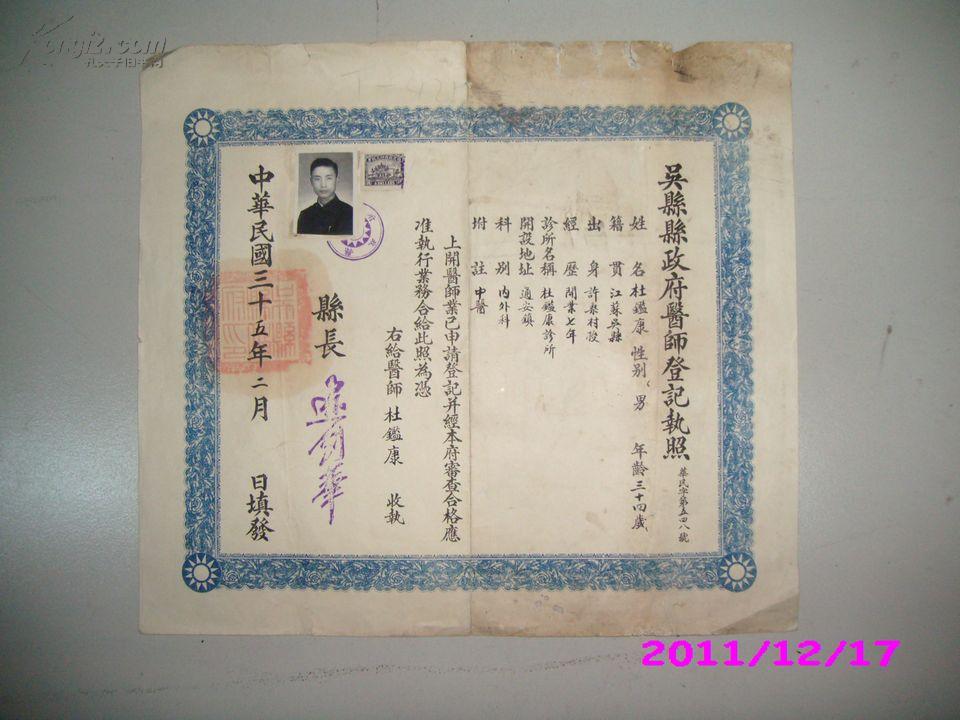 吳縣縣政府醫師登記執照
華民字第五四八號
姓名 杜鑑康 性別 男 年齡 三十四歲
籍貫 江蘇吳縣
出身 許泰村授
經歷 開業七年
診所名稱 杜鑑康診所
開設地址 通安鎮
科別 內外科
附註 中醫
上開醫師業已申請登記并經本府審查合格應
准執行業務合給此照為憑
右給醫師 杜鑑康 收執
縣長
中華民國三十五年二月 日填發
2011/12/17